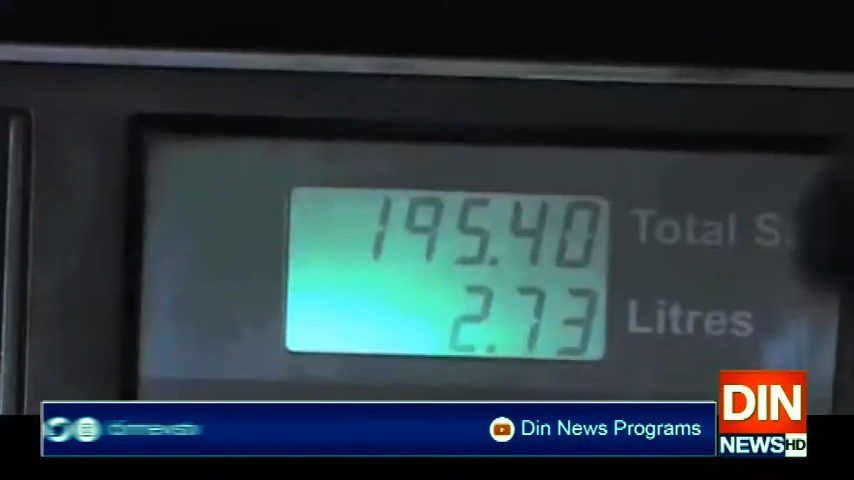 195.40 Total S.
2.73 Litres
Din News Programs
DIN
NEWS HD